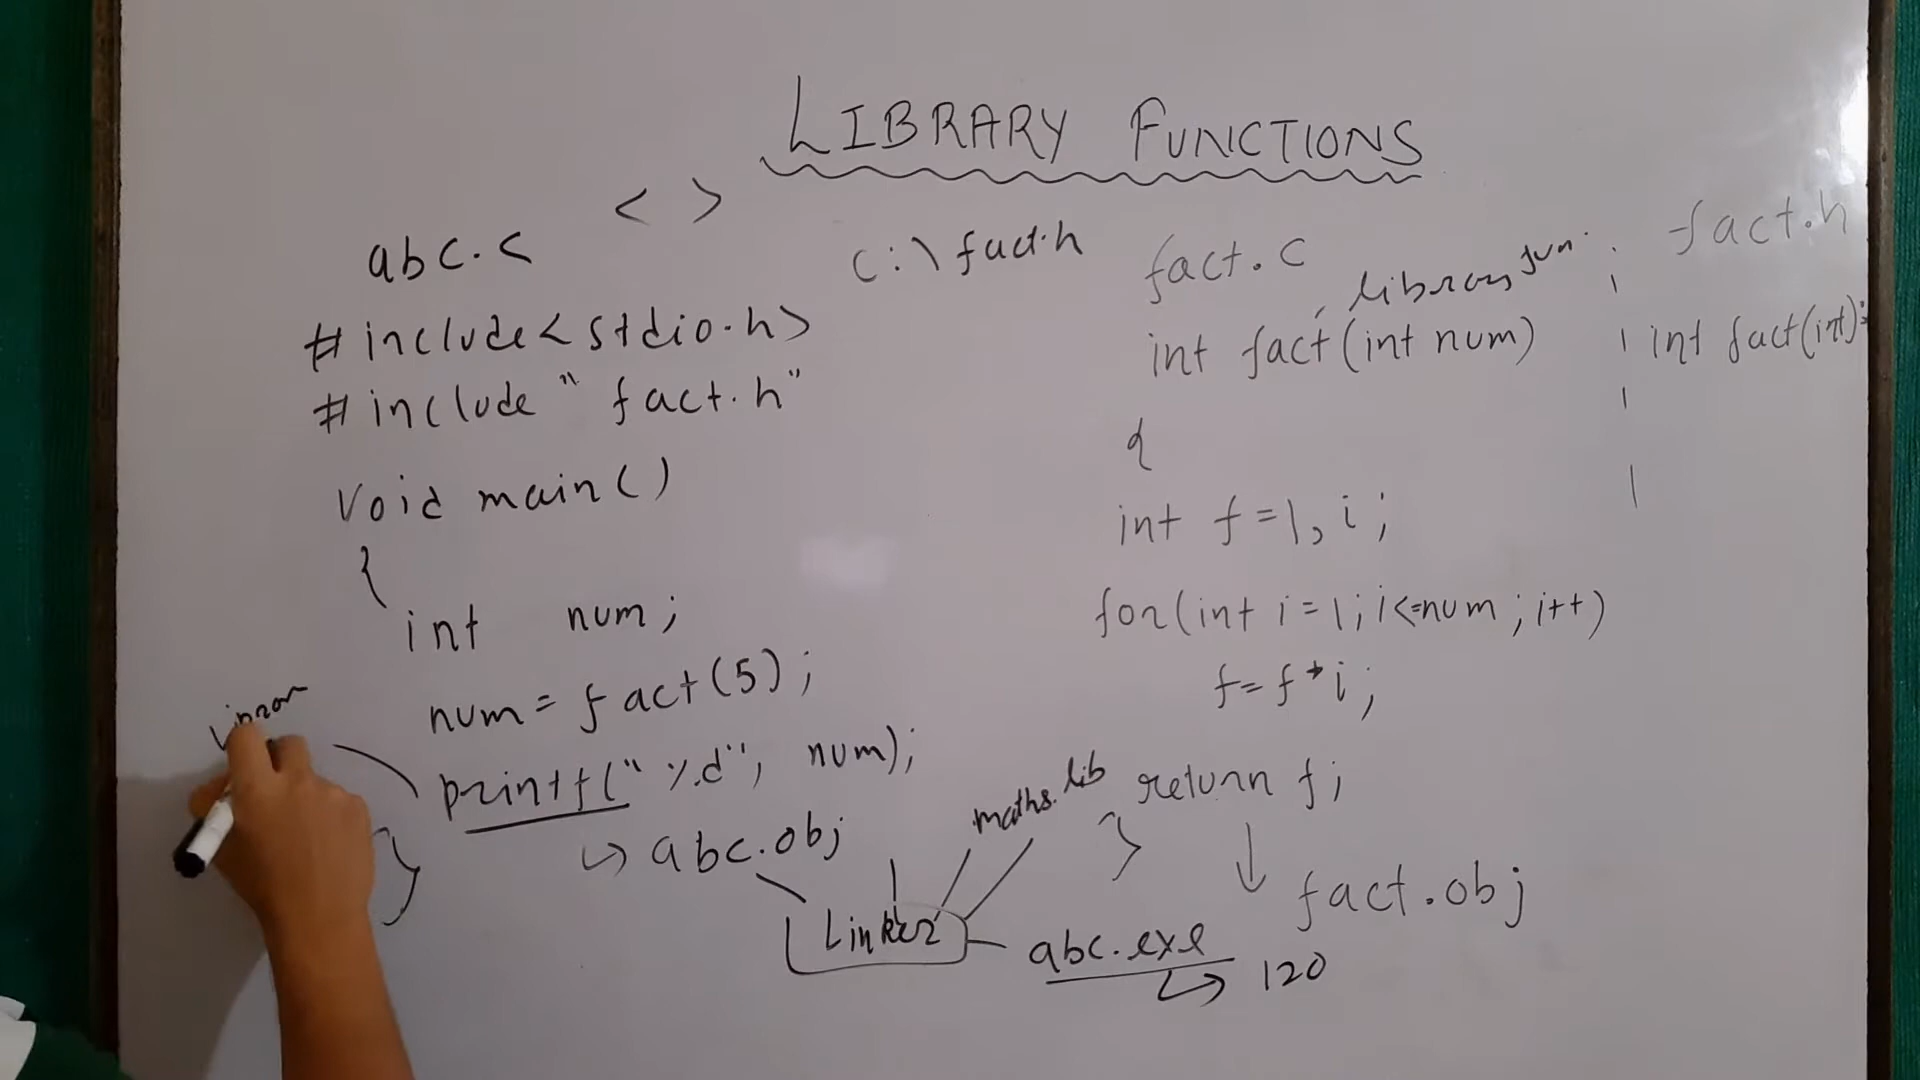 LIBRARY FUNCTIONS
< >
abc.c
#include<stdio.h>
#include "fact.h"
void main()
{
int num;
num = fact(5);
printf("%d", num);
}
↳ abc.obj
c:\fact.h
fact.c
library fun.
int fact(int num)
{
int f=1, i;
for(int i=1; i<=num; i++)
f=f*i;
return f;
}
↓ fact.obj
fact.h
int fact(int);
maths.lib
Linker
abc.exe
↳ 120